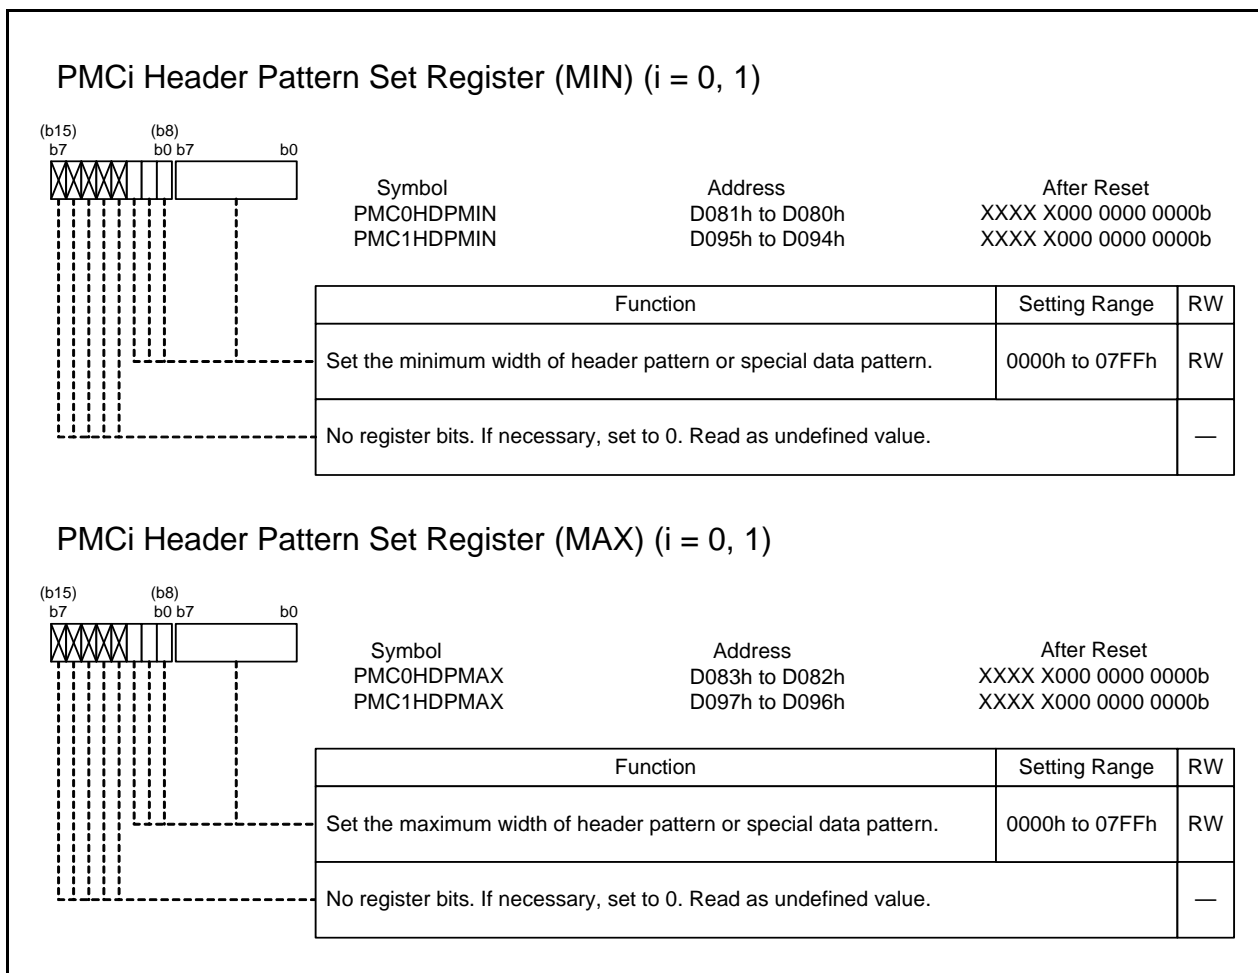 PMCi Header Pattern Set Register (MIN) (i = 0, 1)
(b15) (b8)
b7 b0 b7 b0
Symbol Address After Reset
PMC0HDPMIN D081h to D080h XXXX X000 0000 0000b
PMC1HDPMIN D095h to D094h XXXX X000 0000 0000b
Function Setting Range RW
Set the minimum width of header pattern or special data pattern. 0000h to 07FFh RW
No register bits. If necessary, set to 0. Read as undefined value. —
PMCi Header Pattern Set Register (MAX) (i = 0, 1)
(b15) (b8)
b7 b0 b7 b0
Symbol Address After Reset
PMC0HDPMAX D083h to D082h XXXX X000 0000 0000b
PMC1HDPMAX D097h to D096h XXXX X000 0000 0000b
Function Setting Range RW
Set the maximum width of header pattern or special data pattern. 0000h to 07FFh RW
No register bits. If necessary, set to 0. Read as undefined value. —